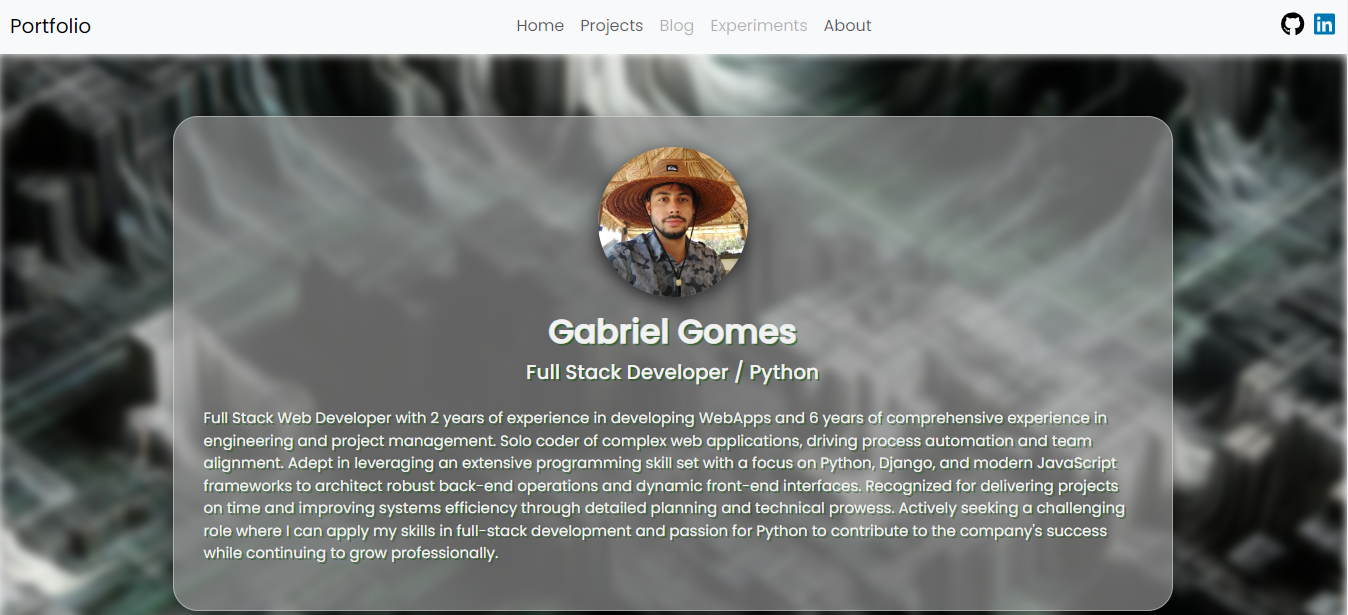 Portfolio
Home Projects Blog Experiments About
in
Gabriel Gomes
Full Stack Developer / Python
Full Stack Web Developer with 2 years of experience in developing WebApps and 6 years of comprehensive experience in
engineering and project management. Solo coder of complex web applications, driving process automation and team
alignment. Adept in leveraging an extensive programming skill set with a focus on Python, Django, and modern JavaScript
frameworks to architect robust back-end operations and dynamic front-end interfaces. Recognized for delivering projects
on time and improving systems efficiency through detailed planning and technical prowess. Actively seeking a challenging
role where I can apply my skills in full-stack development and passion for Python to contribute to the company's success
while continuing to grow professionally.